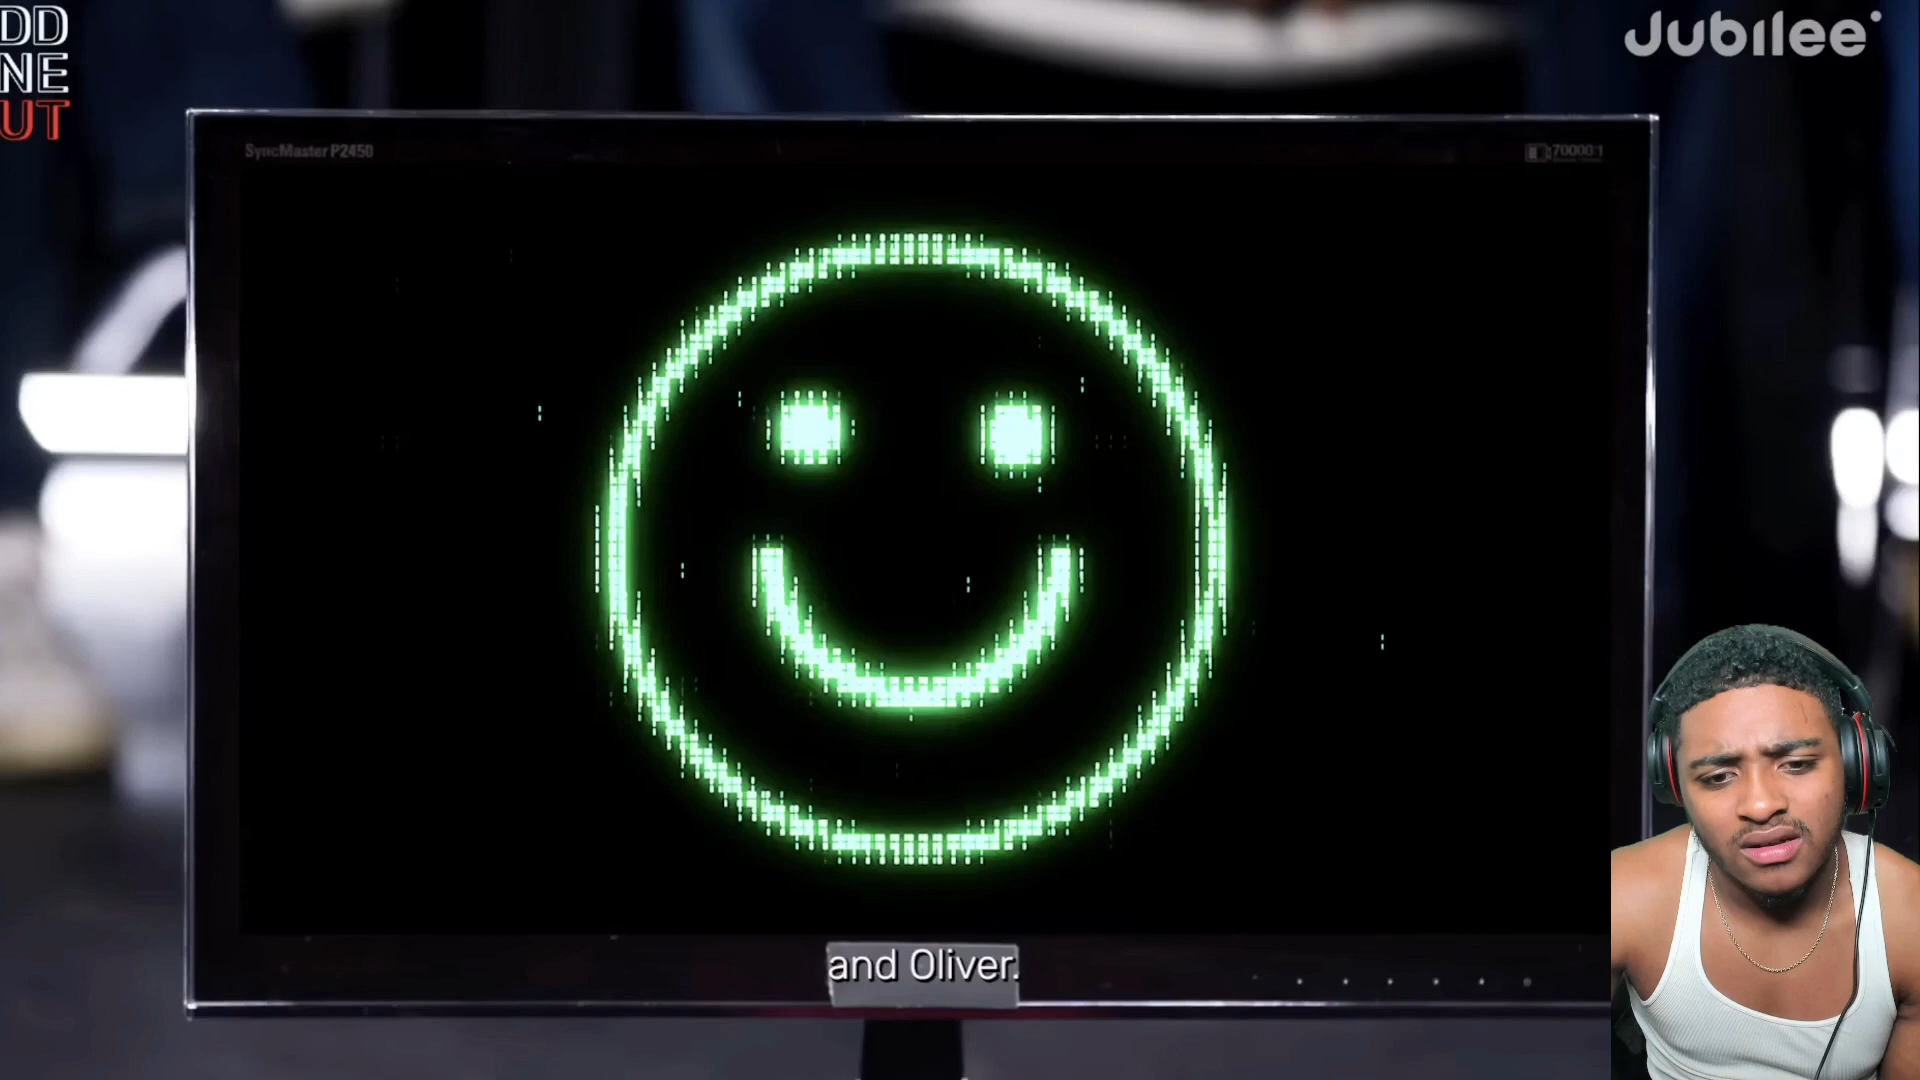 DD
NE
UT
Jubilee
SyncMaster P2450
70000:1
and Oliver.